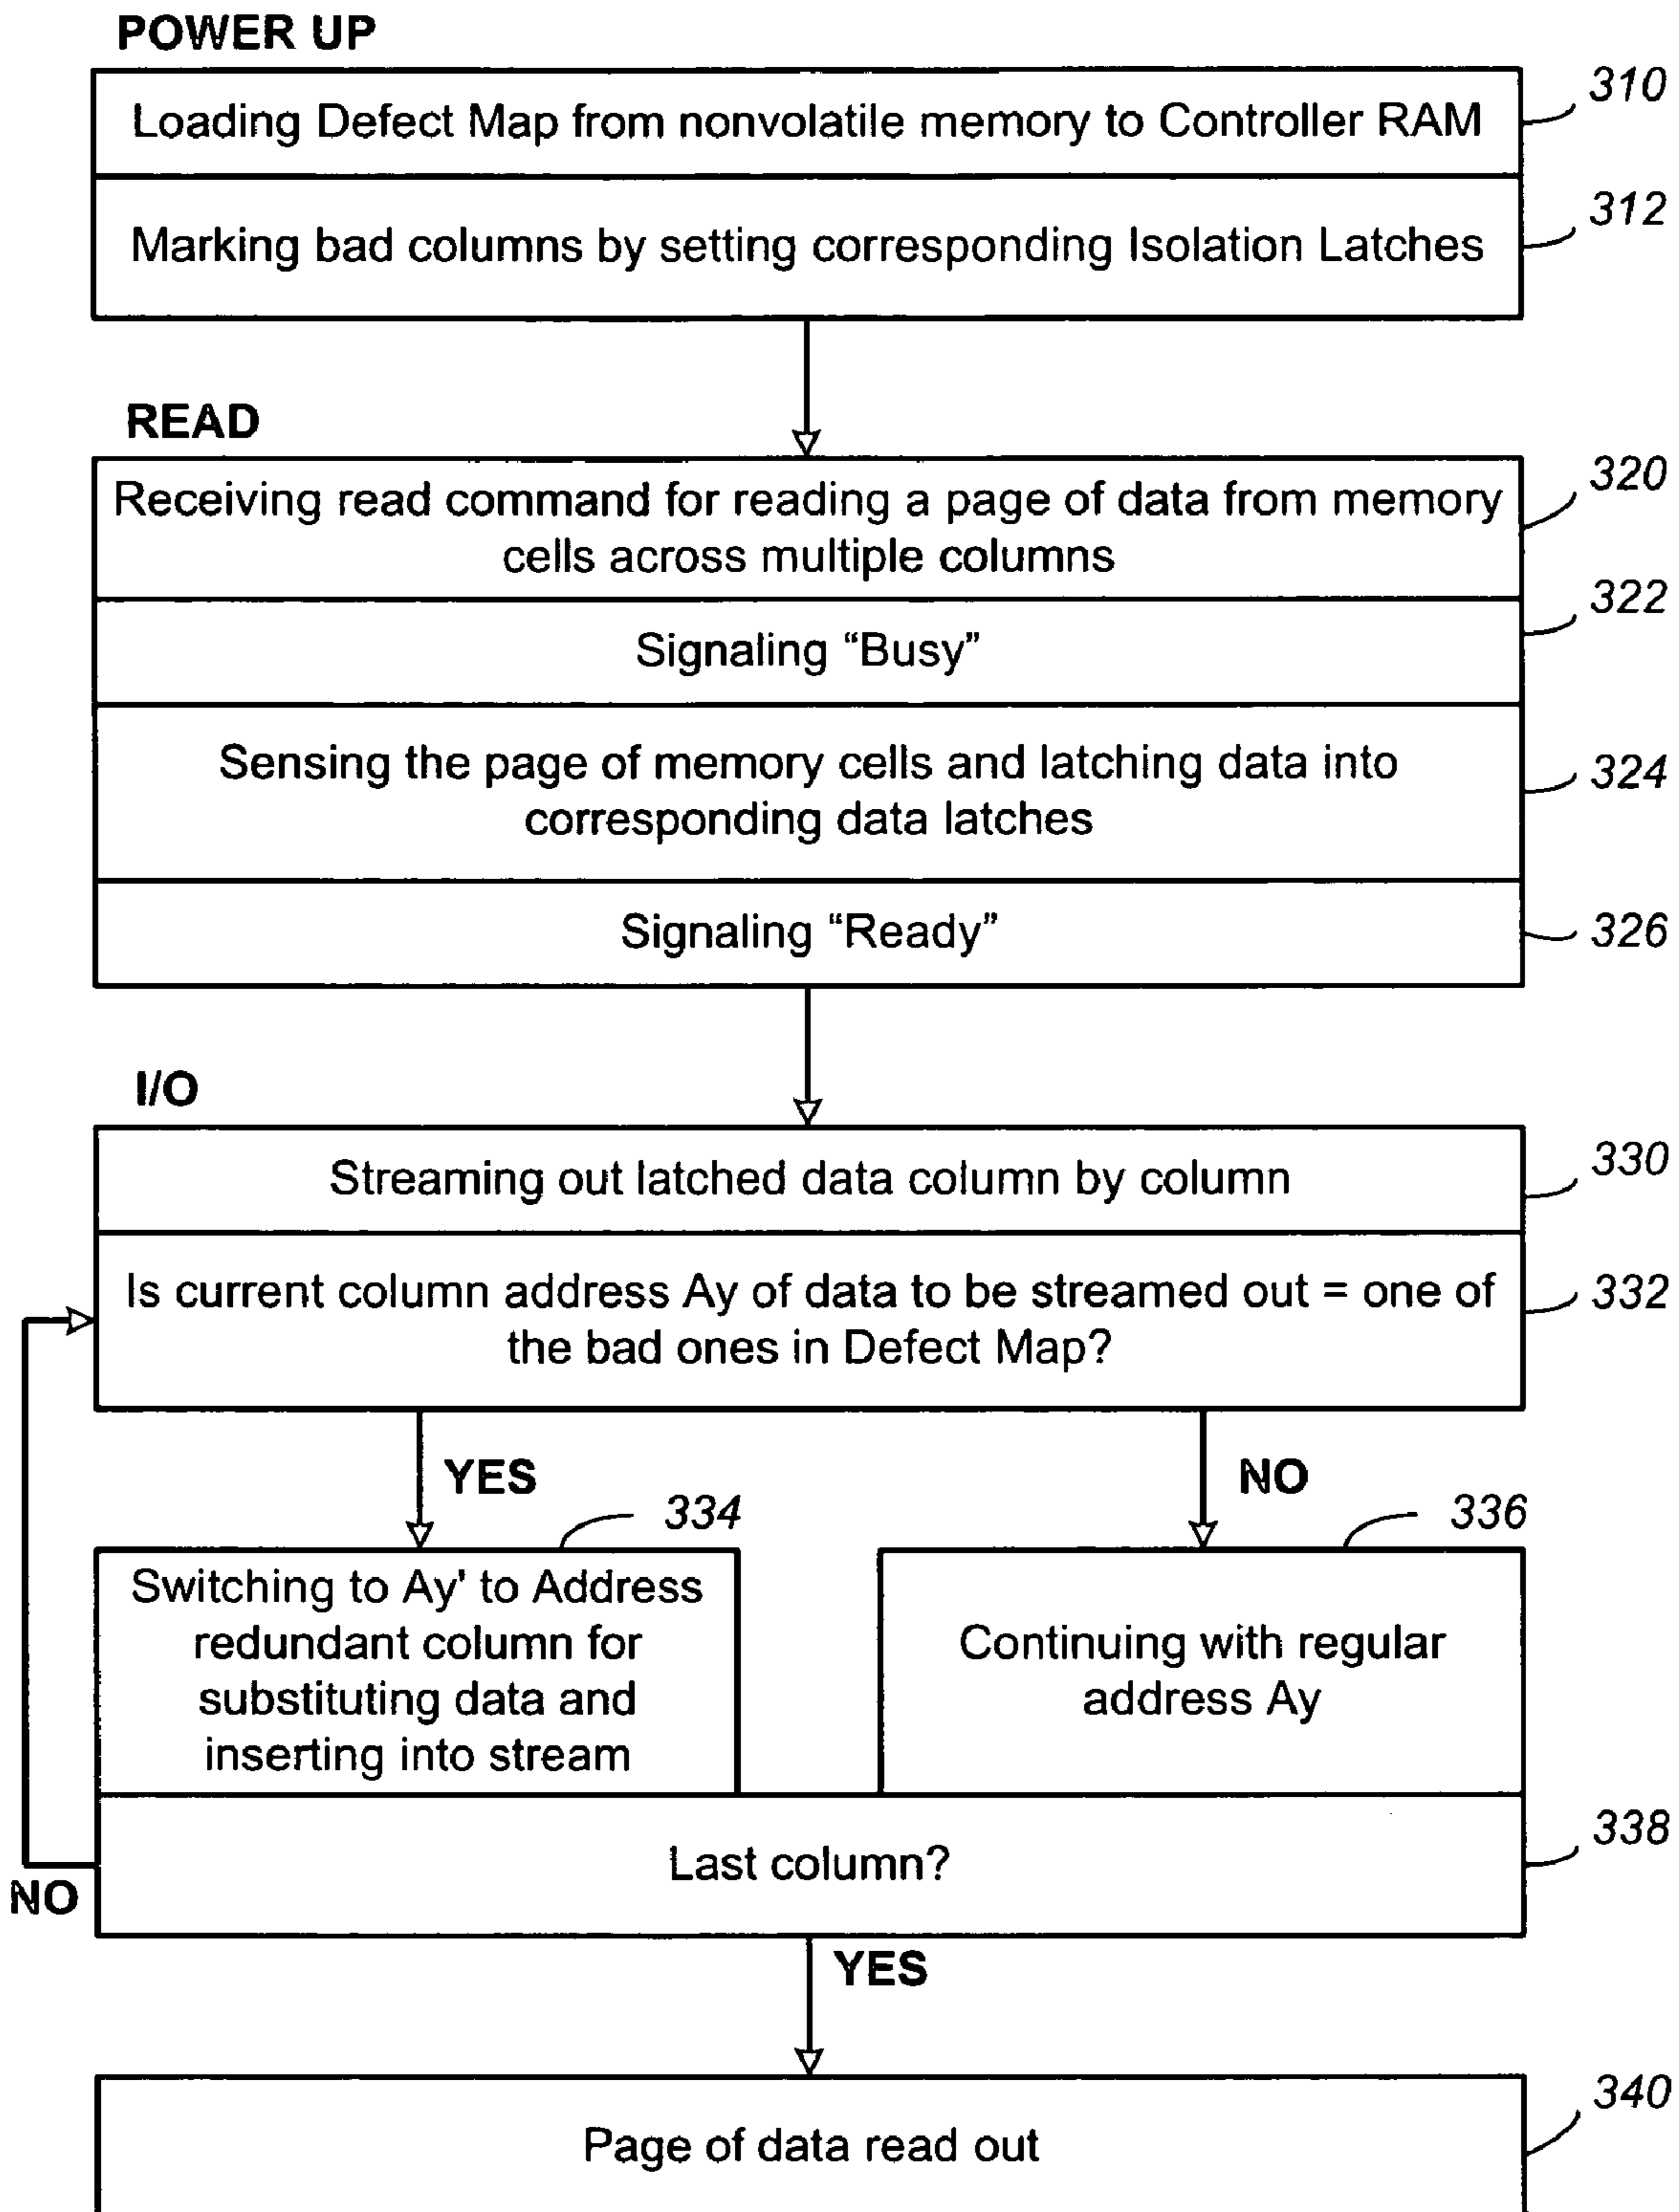 POWER UP
Loading Defect Map from nonvolatile memory to Controller RAM
310
Marking bad columns by setting corresponding Isolation Latches
312
READ
Receiving read command for reading a page of data from memory
cells across multiple columns
320
Signaling “Busy”
322
Sensing the page of memory cells and latching data into
corresponding data latches
324
Signaling “Ready”
326
I/O
Streaming out latched data column by column
330
Is current column address Ay of data to be streamed out = one of
the bad ones in Defect Map?
332
YES
NO
334
336
Switching to Ay' to Address
redundant column for
substituting data and
inserting into stream
Continuing with regular
address Ay
Last column?
338
NO
YES
Page of data read out
340